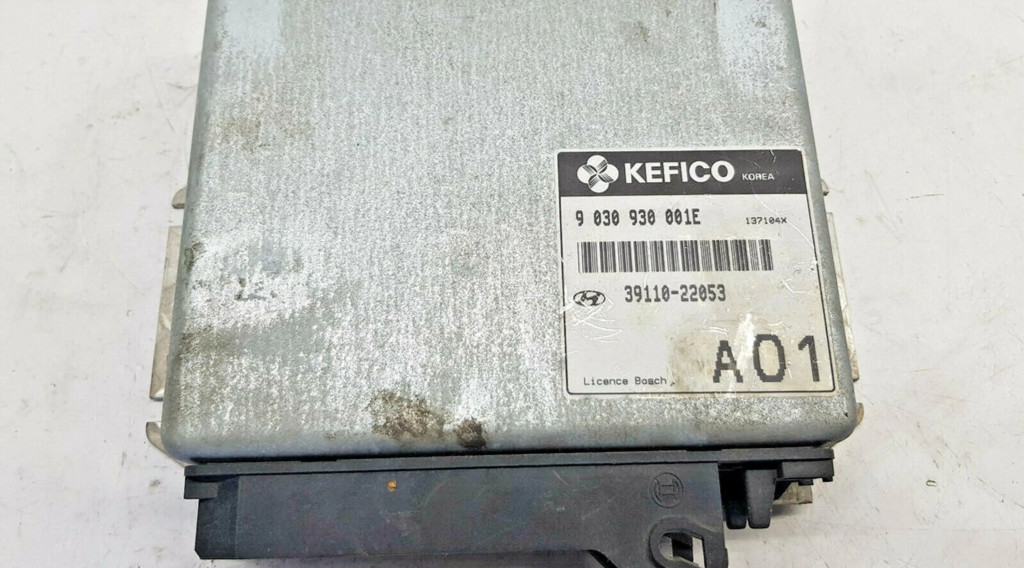 KEFICO KOREA
9 030 930 001E 137104X
39110-22053
A01
Licence Bosch